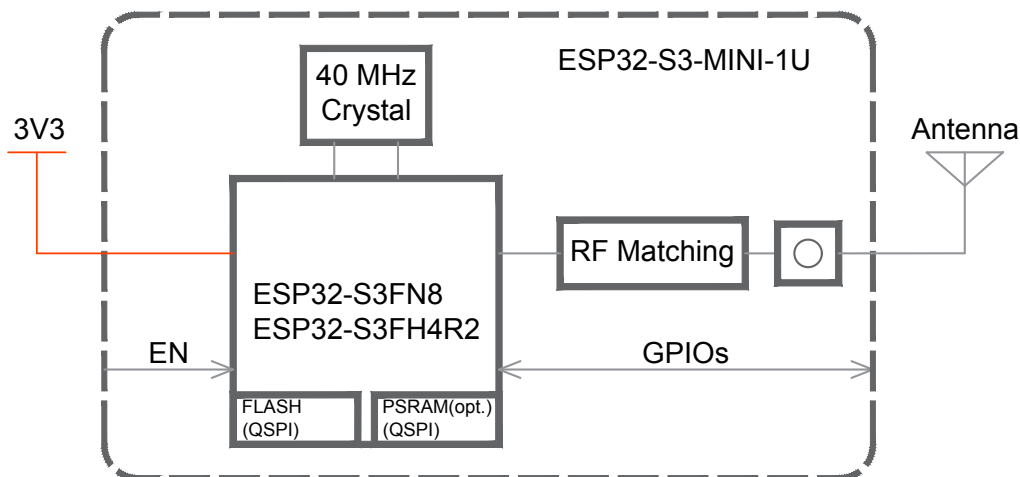 ESP32-S3-MINI-1U
40 MHz
Crystal
3V3
Antenna
RF Matching
ESP32-S3FN8
ESP32-S3FH4R2
EN
GPIOs
FLASH
(QSPI)
PSRAM(opt.)
(QSPI)